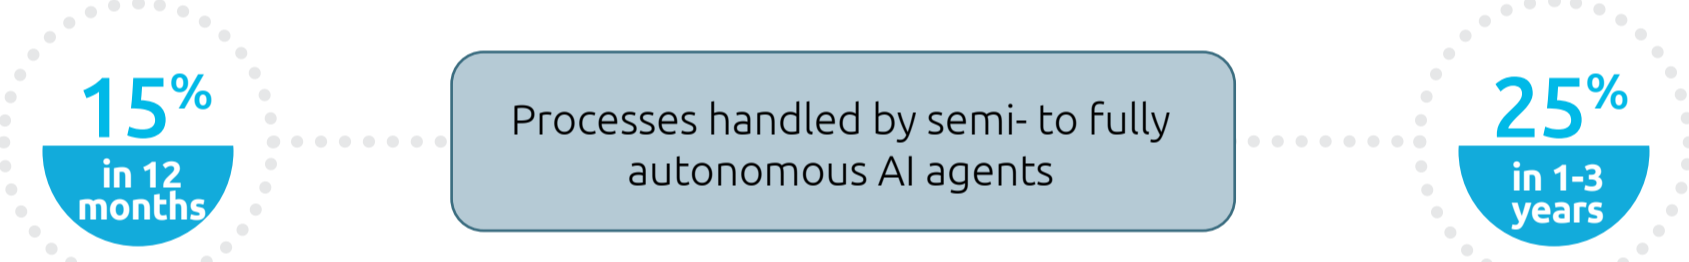 15%
in 12
months
Processes handled by semi- to fully
autonomous AI agents
25%
in 1-3
years